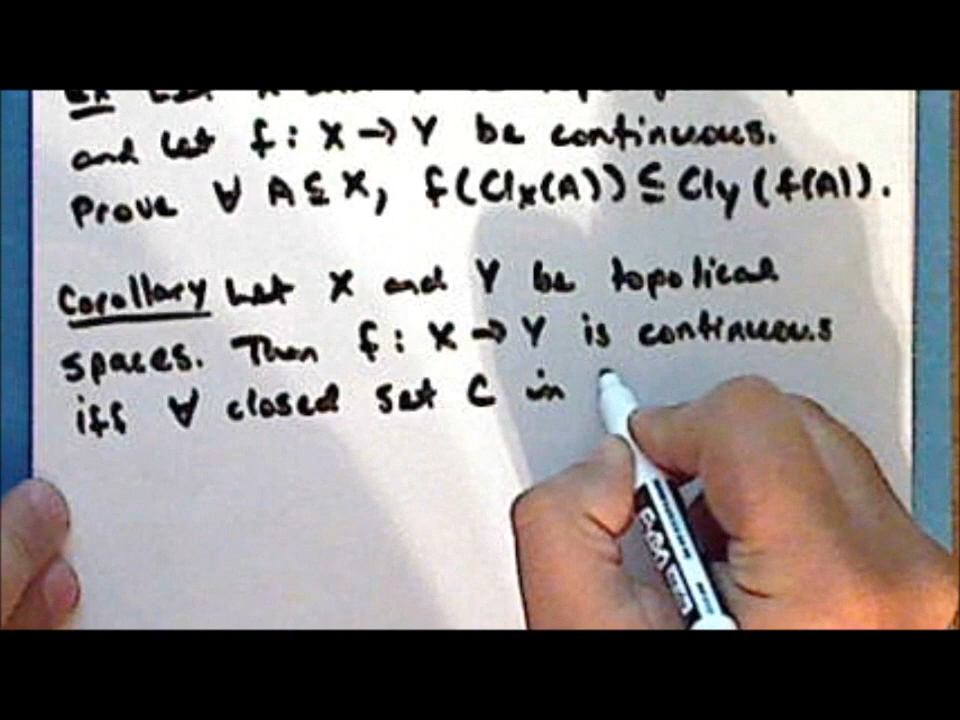 and let f : X → Y be continuous.
Prove ∀ A ⊆ X, f(Clx(A)) ⊆ Cly (f(A)).
Corollary Let X and Y be topolical
spaces. Then f : X → Y is continuous
iff ∀ closed set C in
EXPO